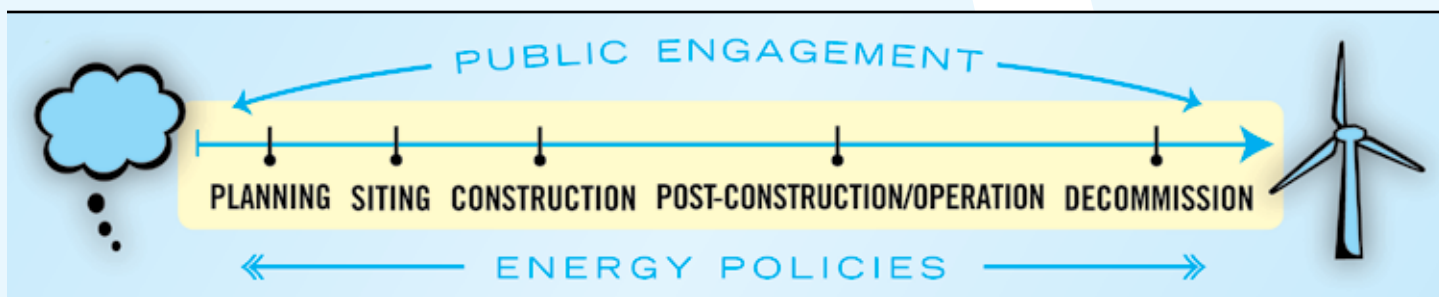 PUBLIC ENGAGEMENT
PLANNING SITING CONSTRUCTION POST-CONSTRUCTION/OPERATION DECOMMISSION
ENERGY POLICIES